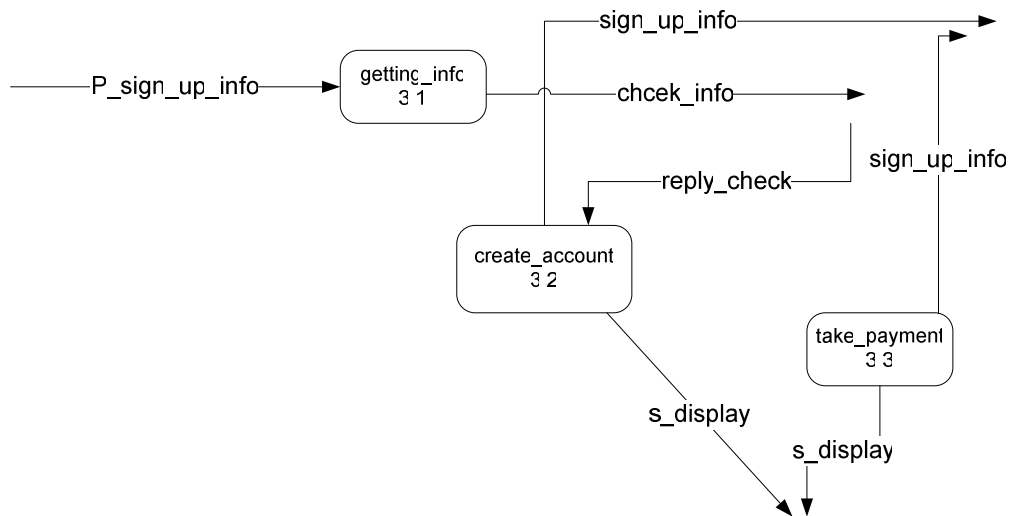 sign_up_info
getting_info
3.1
P_sign_up_info
chcek_info
sign_up_info
reply_check
create_account
3.2
take_payment
3.3
s_display
s_display